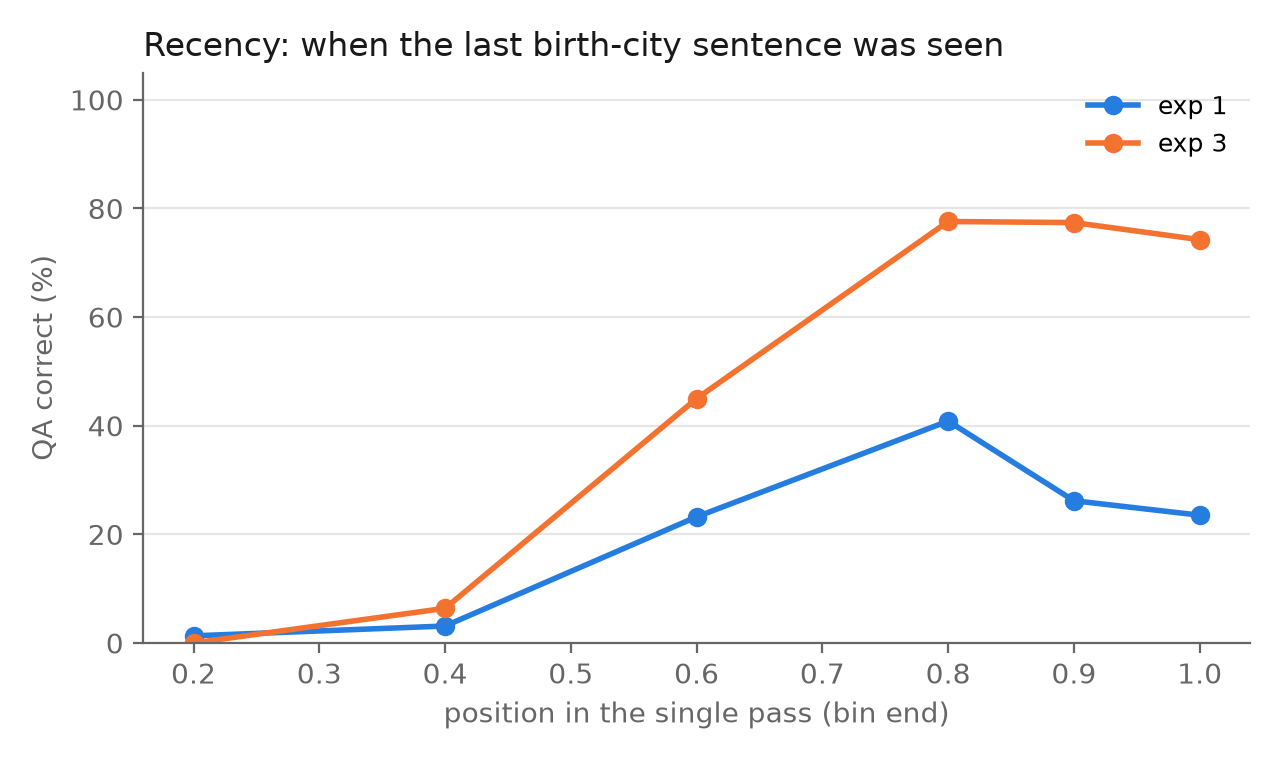 Recency: when the last birth-city sentence was seen
exp 1
exp 3
QA correct (%)
100
80
60
40
20
0
0.2 0.3 0.4 0.5 0.6 0.7 0.8 0.9 1.0
position in the single pass (bin end)